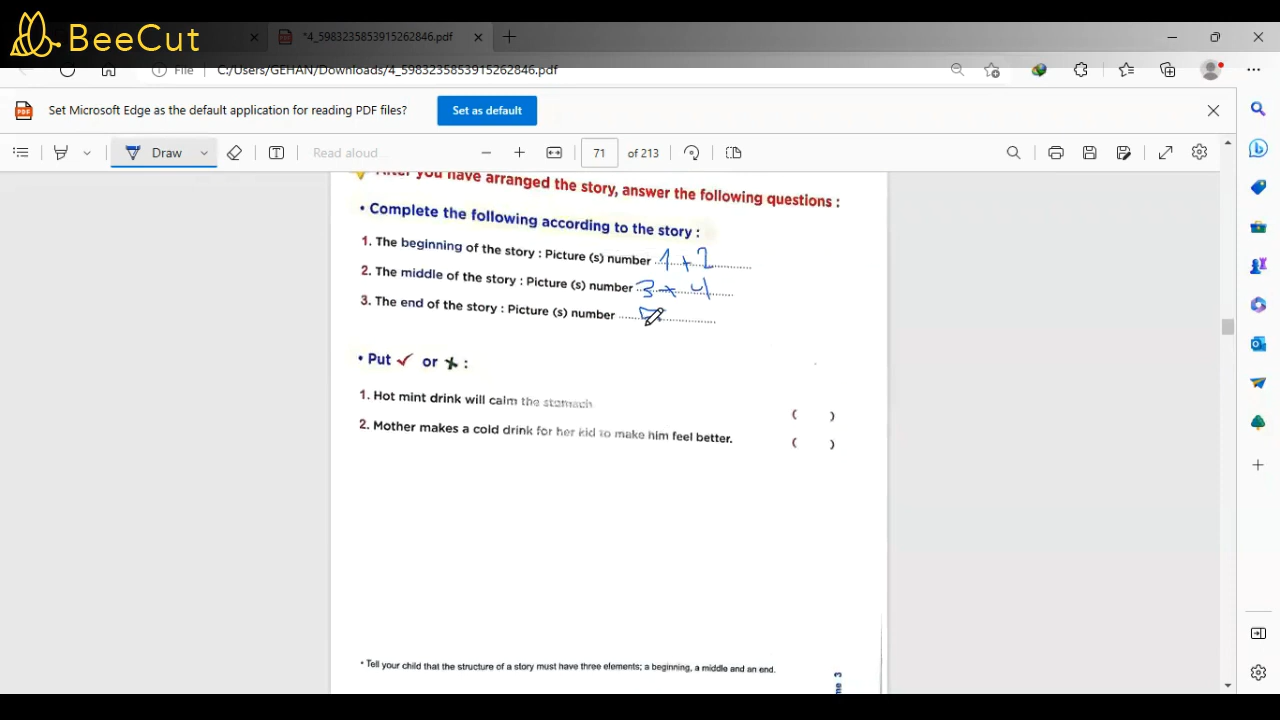 BeeCut
*4_5983235853915262846.pdf
File C:/Users/GEHAN/Downloads/4_5983235853915262846.pdf
Set Microsoft Edge as the default application for reading PDF files? Set as default
Draw Read aloud 71 of 213
After you have arranged the story, answer the following questions :
• Complete the following according to the story :
1. The beginning of the story : Picture (s) number 1 + 2
2. The middle of the story : Picture (s) number 3 + 4
3. The end of the story : Picture (s) number
• Put ✓ or ✗ :
1. Hot mint drink will calm the stomach ( )
2. Mother makes a cold drink for her kid to make him feel better. ( )
• Tell your child that the structure of a story must have three elements; a beginning, a middle and an end.